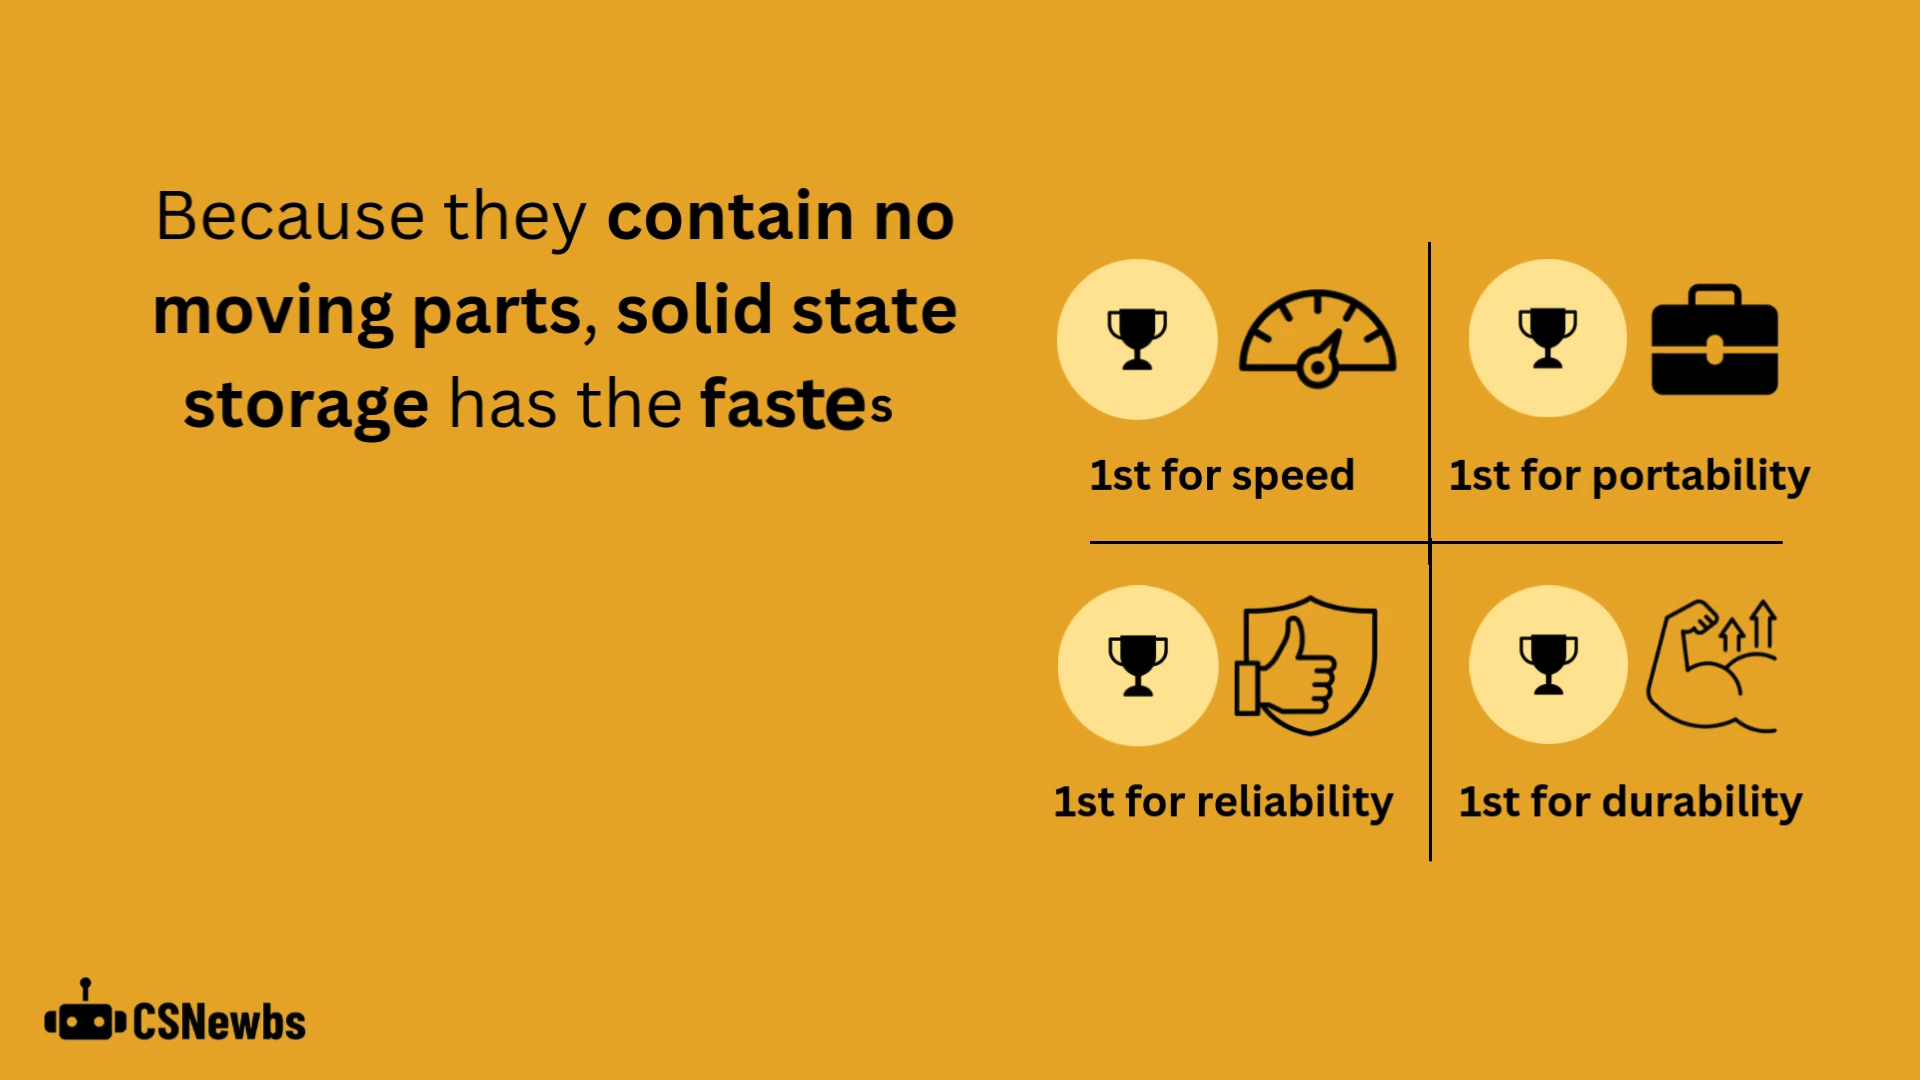 Because they contain no
moving parts, solid state
storage has the fastes
1st for speed
1st for portability
1st for reliability
1st for durability
CSNewbs